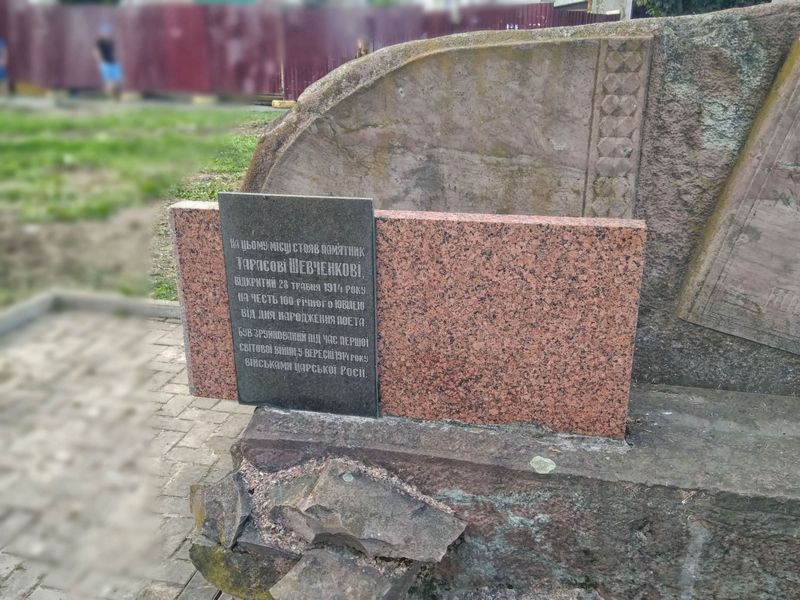 На цьому місці стояв пам'ятник
Тарасові Шевченкові,
відкритий 28 травня 1914 року
на честь 100-річного ювілею
від дня народження поета.
Був зруйнований під час Першої
світової війни у вересні 1914 року
військами царської Росії.